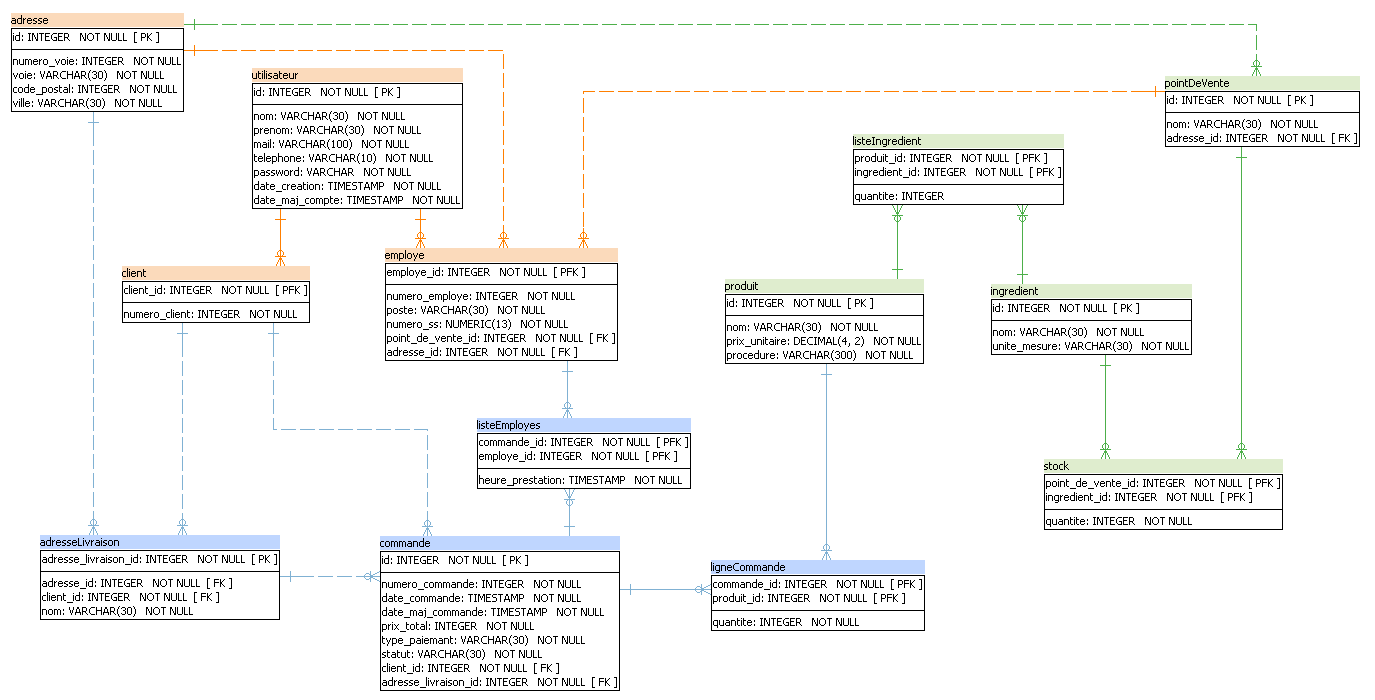 adresse
id: INTEGER NOT NULL [ PK ]
numero_voie: INTEGER NOT NULL
voie: VARCHAR(30) NOT NULL
code_postal: INTEGER NOT NULL
ville: VARCHAR(30) NOT NULL
utilisateur
id: INTEGER NOT NULL [ PK ]
nom: VARCHAR(30) NOT NULL
prenom: VARCHAR(30) NOT NULL
mail: VARCHAR(100) NOT NULL
telephone: VARCHAR(10) NOT NULL
password: VARCHAR NOT NULL
date_creation: TIMESTAMP NOT NULL
date_maj_compte: TIMESTAMP NOT NULL
pointDeVente
id: INTEGER NOT NULL [ PK ]
nom: VARCHAR(30) NOT NULL
adresse_id: INTEGER NOT NULL [ FK ]
listeIngredient
produit_id: INTEGER NOT NULL [ PFK ]
ingredient_id: INTEGER NOT NULL [ PFK ]
quantite: INTEGER
client
client_id: INTEGER NOT NULL [ PFK ]
numero_client: INTEGER NOT NULL
employe
employe_id: INTEGER NOT NULL [ PFK ]
numero_employe: INTEGER NOT NULL
poste: VARCHAR(30) NOT NULL
numero_ss: NUMERIC(13) NOT NULL
point_de_vente_id: INTEGER NOT NULL [ FK ]
adresse_id: INTEGER NOT NULL [ FK ]
produit
id: INTEGER NOT NULL [ PK ]
nom: VARCHAR(30) NOT NULL
prix_unitaire: DECIMAL(4, 2) NOT NULL
procedure: VARCHAR(300) NOT NULL
ingredient
id: INTEGER NOT NULL [ PK ]
nom: VARCHAR(30) NOT NULL
unite_mesure: VARCHAR(30) NOT NULL
listeEmployes
commande_id: INTEGER NOT NULL [ PFK ]
employe_id: INTEGER NOT NULL [ PFK ]
heure_prestation: TIMESTAMP NOT NULL
stock
point_de_vente_id: INTEGER NOT NULL [ PFK ]
ingredient_id: INTEGER NOT NULL [ PFK ]
quantite: INTEGER NOT NULL
adresseLivraison
adresse_livraison_id: INTEGER NOT NULL [ PK ]
adresse_id: INTEGER NOT NULL [ FK ]
client_id: INTEGER NOT NULL [ FK ]
nom: VARCHAR(30) NOT NULL
commande
id: INTEGER NOT NULL [ PK ]
numero_commande: INTEGER NOT NULL
date_commande: TIMESTAMP NOT NULL
date_maj_commande: TIMESTAMP NOT NULL
prix_total: INTEGER NOT NULL
type_paiemant: VARCHAR(30) NOT NULL
statut: VARCHAR(30) NOT NULL
client_id: INTEGER NOT NULL [ FK ]
adresse_livraison_id: INTEGER NOT NULL [ FK ]
ligneCommande
commande_id: INTEGER NOT NULL [ PFK ]
produit_id: INTEGER NOT NULL [ PFK ]
quantite: INTEGER NOT NULL